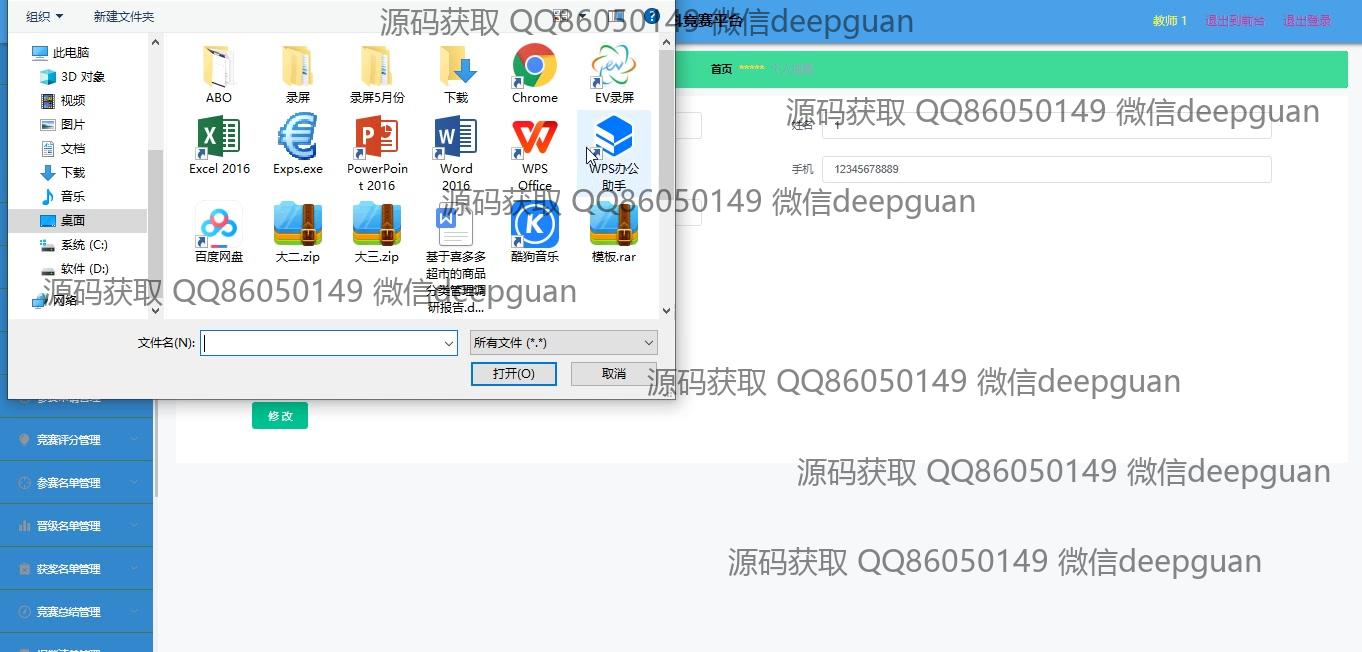 组织 新建文件夹
源码获取 QQ86050149 微信deepguan
科竞赛平台
教师 1 退出到前台 退出登录
此电脑
3D 对象
视频
图片
文档
下载
音乐
桌面
系统 (C:)
软件 (D:)
网络
ABO 录屏 录屏5月份 下载 Chrome EV录屏
Excel 2016 Exps.exe PowerPoin
t 2016 Word
2016 WPS
Office WPS办公
助手
百度网盘 大二.zip 大三.zip 基于喜多多
超市的商品
分类管理调
研报告.d... 酷狗音乐 模板.rar
首页 ***** 个人信息
源码获取 QQ86050149 微信deepguan
姓名 1
手机 12345678889
源码获取 QQ86050149 微信deepguan
源码获取 QQ86050149 微信deepguan
文件名(N): 所有文件 (*.*)
打开(O) 取消
源码获取 QQ86050149 微信deepguan
修改
竞赛评分管理
源码获取 QQ86050149 微信deepguan
参赛名单管理
晋级名单管理
源码获取 QQ86050149 微信deepguan
获奖名单管理
竞赛总结管理